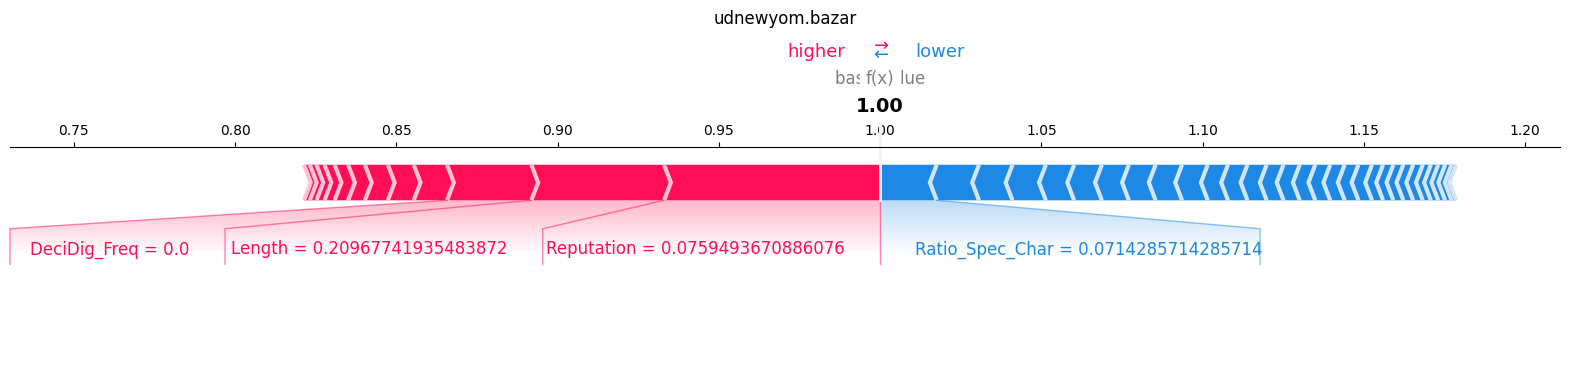 udnewyom.bazar
higher ⇄ lower
bas f(x) lue
1.00
0.75 0.80 0.85 0.90 0.95 1.00 1.05 1.10 1.15 1.20
DeciDig_Freq = 0.0 Length = 0.20967741935483872 Reputation = 0.0759493670886076 Ratio_Spec_Char = 0.0714285714285714